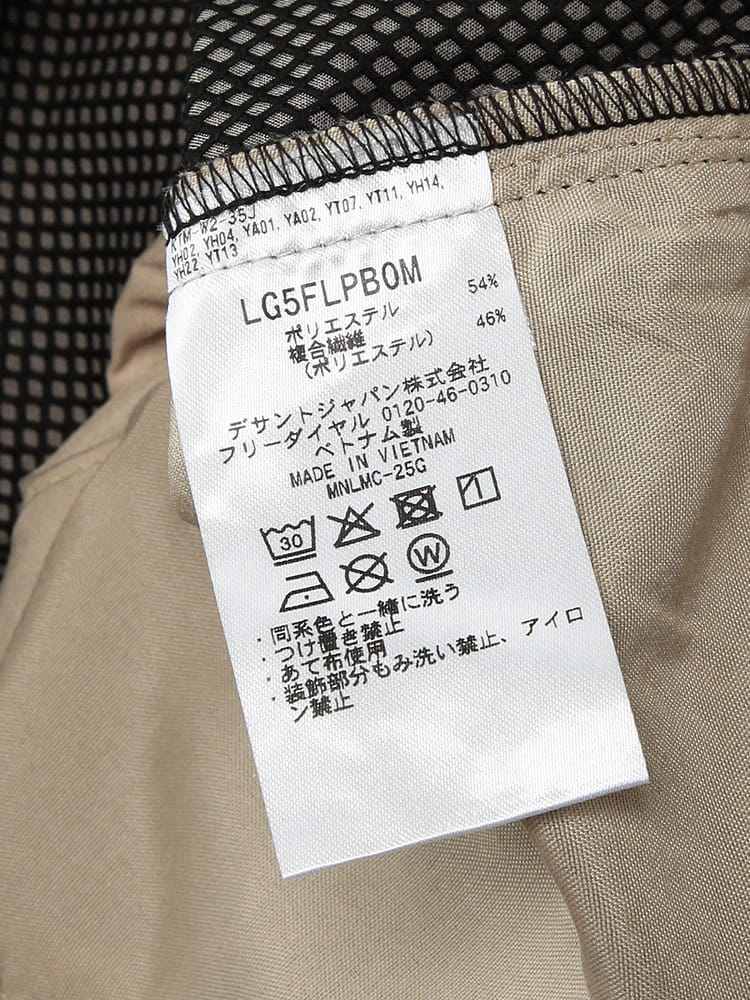 KTM-W2-35J
YH02, YH04, YA01, YA02, YT07, YT11, YH14,
YH22, YT13
LG5FLPB0M
ポリエステル 54%
複合繊維 46%
(ポリエステル)
デサントジャパン株式会社
フリーダイヤル 0120-46-0310
ベトナム製
MADE IN VIETNAM
MNLMC-25G
30
W
・同系色と一緒に洗う
・つけ置き禁止
・あて布使用
・装飾部分もみ洗い禁止、アイロ
ン禁止